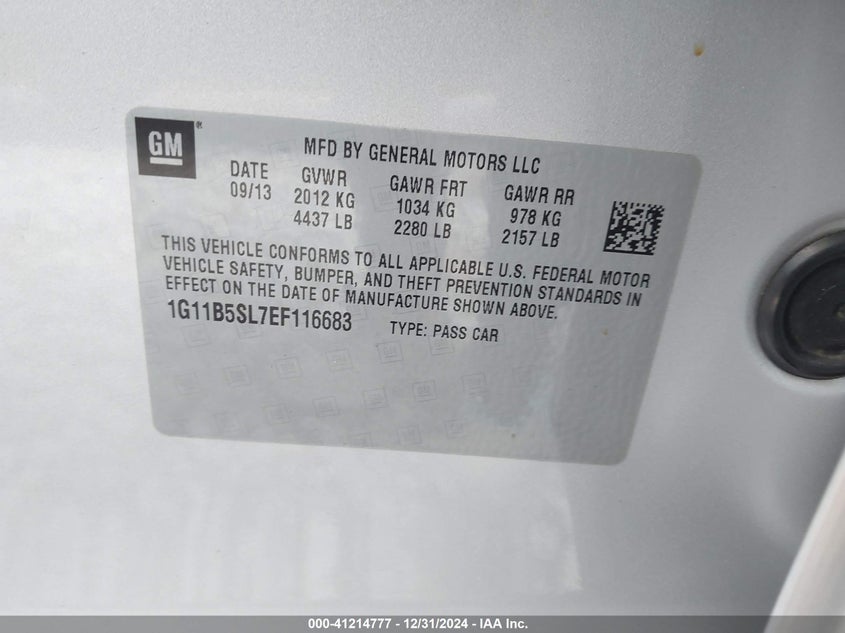 GM®
MFD BY GENERAL MOTORS LLC
DATE GVWR GAWR FRT GAWR RR
09/13 2012 KG 1034 KG 978 KG
4437 LB 2280 LB 2157 LB
THIS VEHICLE CONFORMS TO ALL APPLICABLE U.S. FEDERAL MOTOR
VEHICLE SAFETY, BUMPER, AND THEFT PREVENTION STANDARDS IN
EFFECT ON THE DATE OF MANUFACTURE SHOWN ABOVE.
1G11B5SL7EF116683 TYPE: PASS CAR
000-41214777 - 12/31/2024 - IAA Inc.